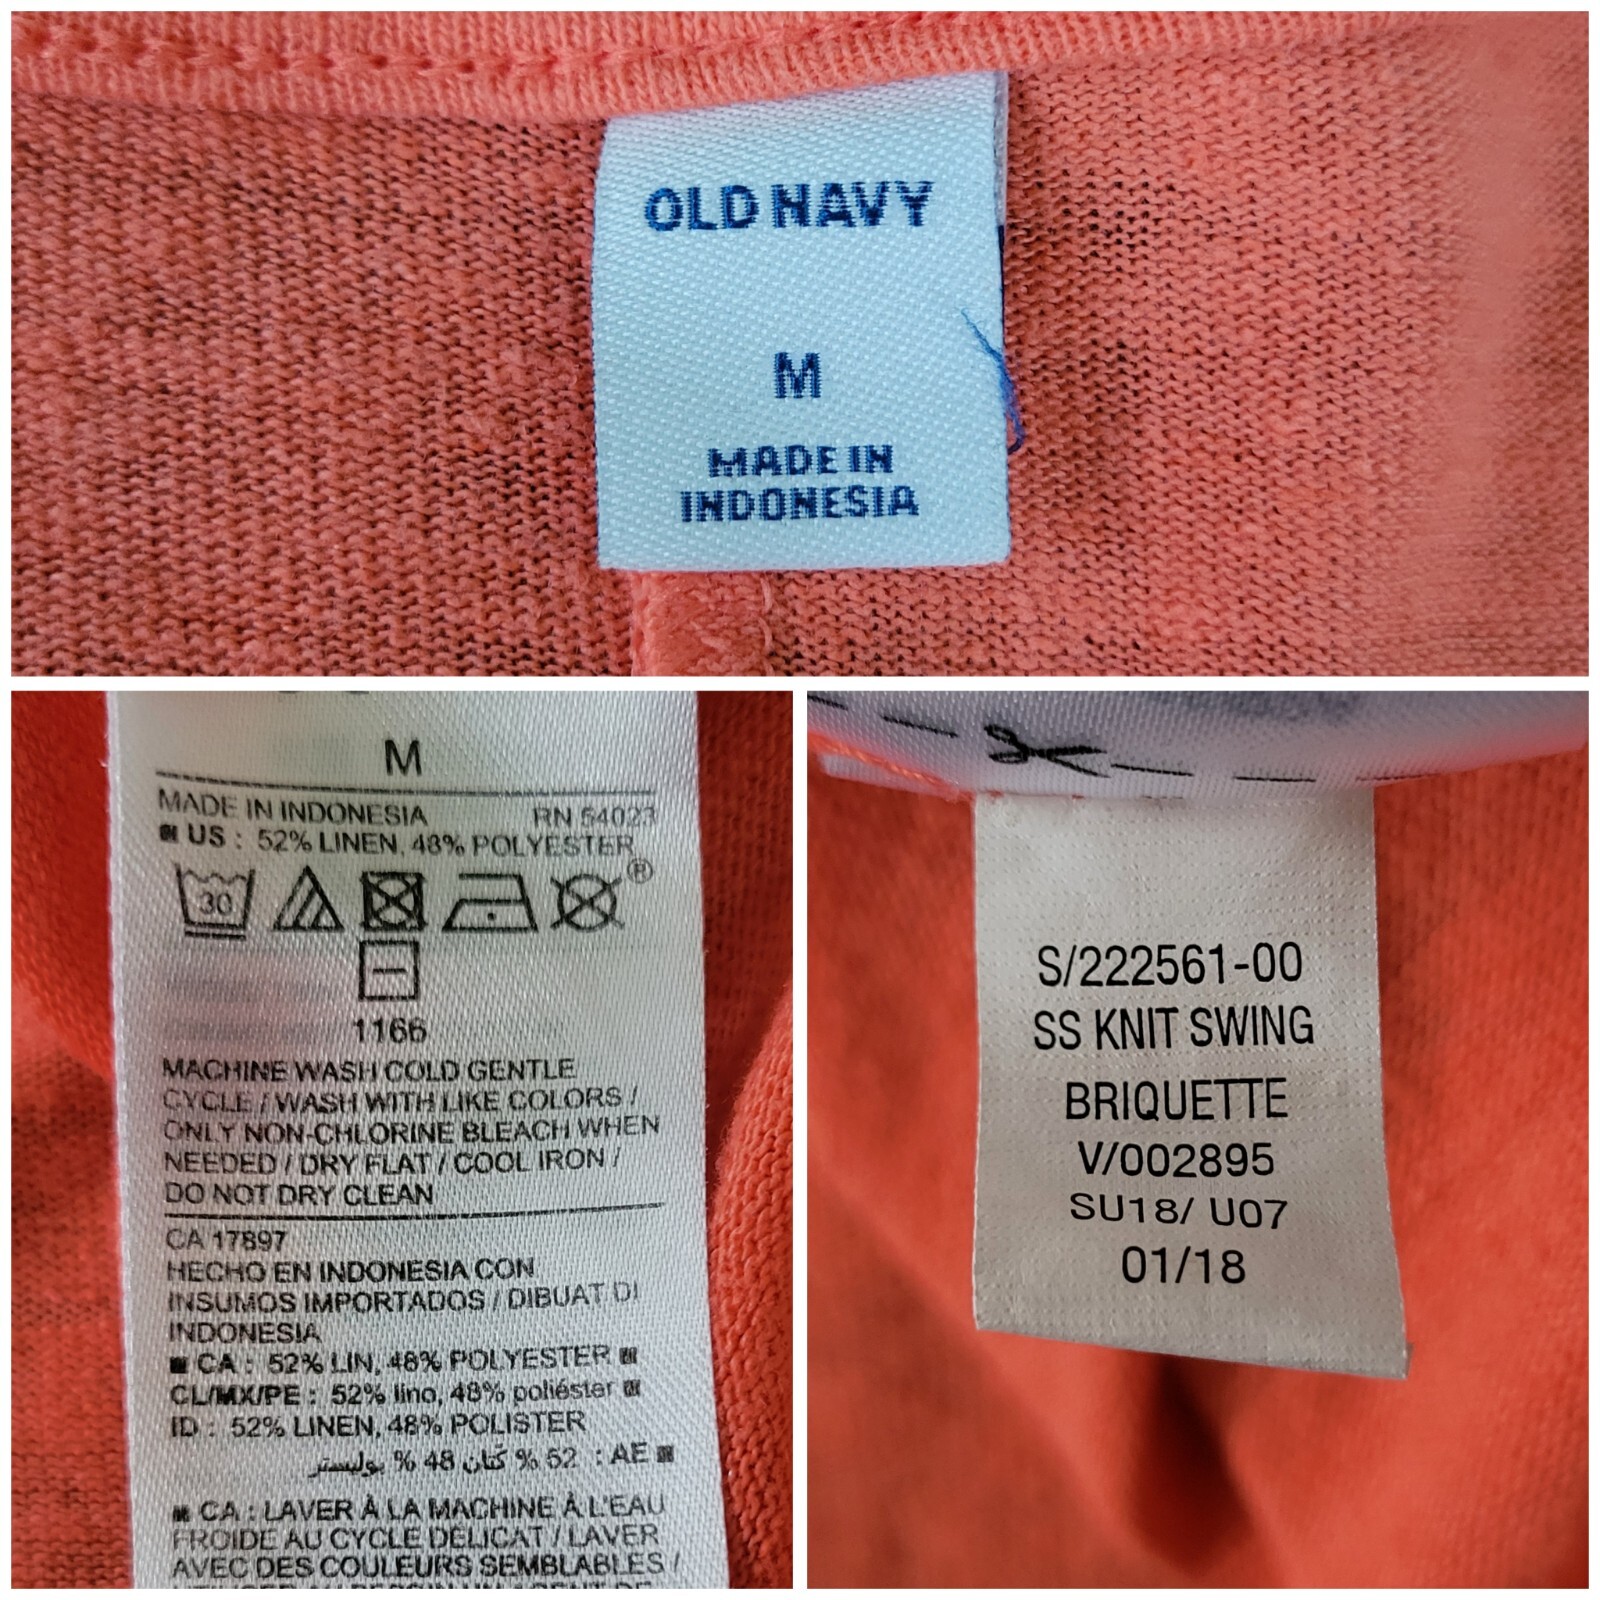 OLD NAVY
M
MADE IN
INDONESIA
M
MADE IN INDONESIA RN 54023
US : 52% LINEN, 48% POLYESTER
30 ®
1166
MACHINE WASH COLD GENTLE
CYCLE / WASH WITH LIKE COLORS /
ONLY NON-CHLORINE BLEACH WHEN
NEEDED / DRY FLAT / COOL IRON /
DO NOT DRY CLEAN
CA 17897
HECHO EN INDONESIA CON
INSUMOS IMPORTADOS / DIBUAT DI
INDONESIA
CA : 52% LIN, 48% POLYESTER
CL/MX/PE : 52% lino, 48% poliéster
ID : 52% LINEN, 48% POLISTER
AE : 52 % كتان 48 % بوليستر
CA : LAVER À LA MACHINE À L'EAU
FROIDE AU CYCLE DÉLICAT / LAVER
AVEC DES COULEURS SEMBLABLES /
S/222561-00
SS KNIT SWING
BRIQUETTE
V/002895
SU18/ U07
01/18